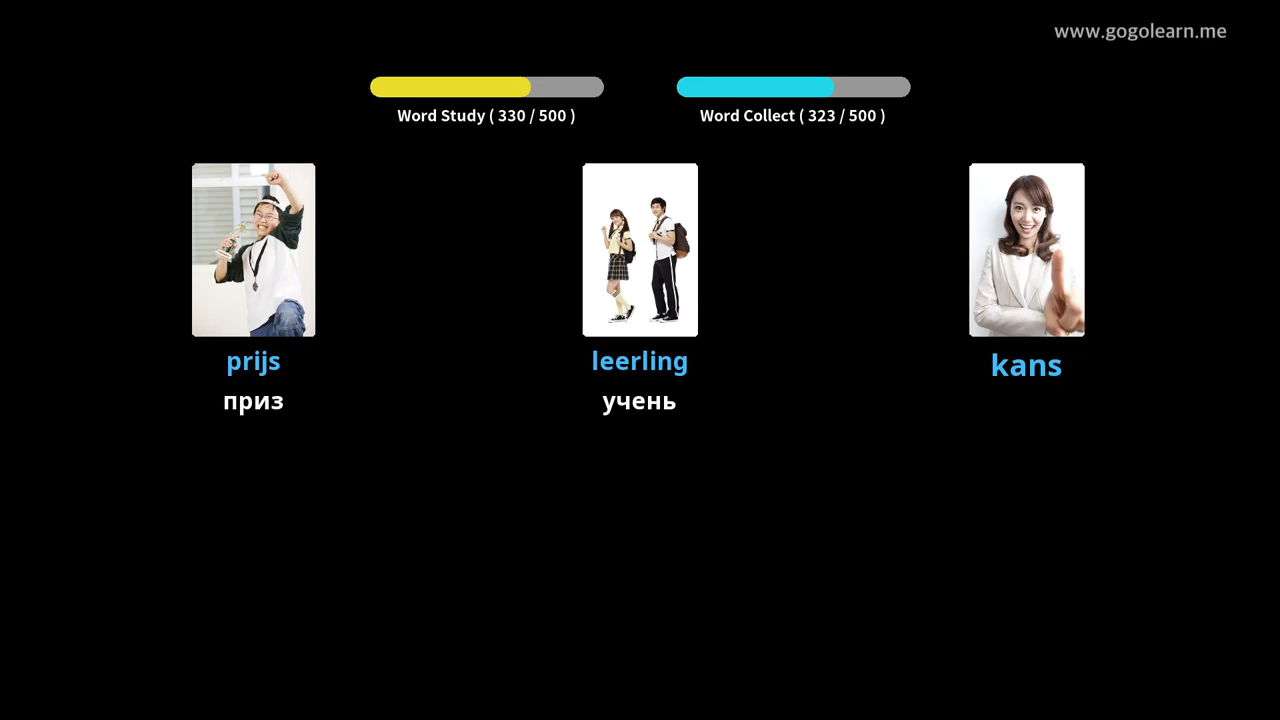 www.gogolearn.me
Word Study ( 330 / 500 )
Word Collect ( 323 / 500 )
prijs
приз
leerling
учень
kans